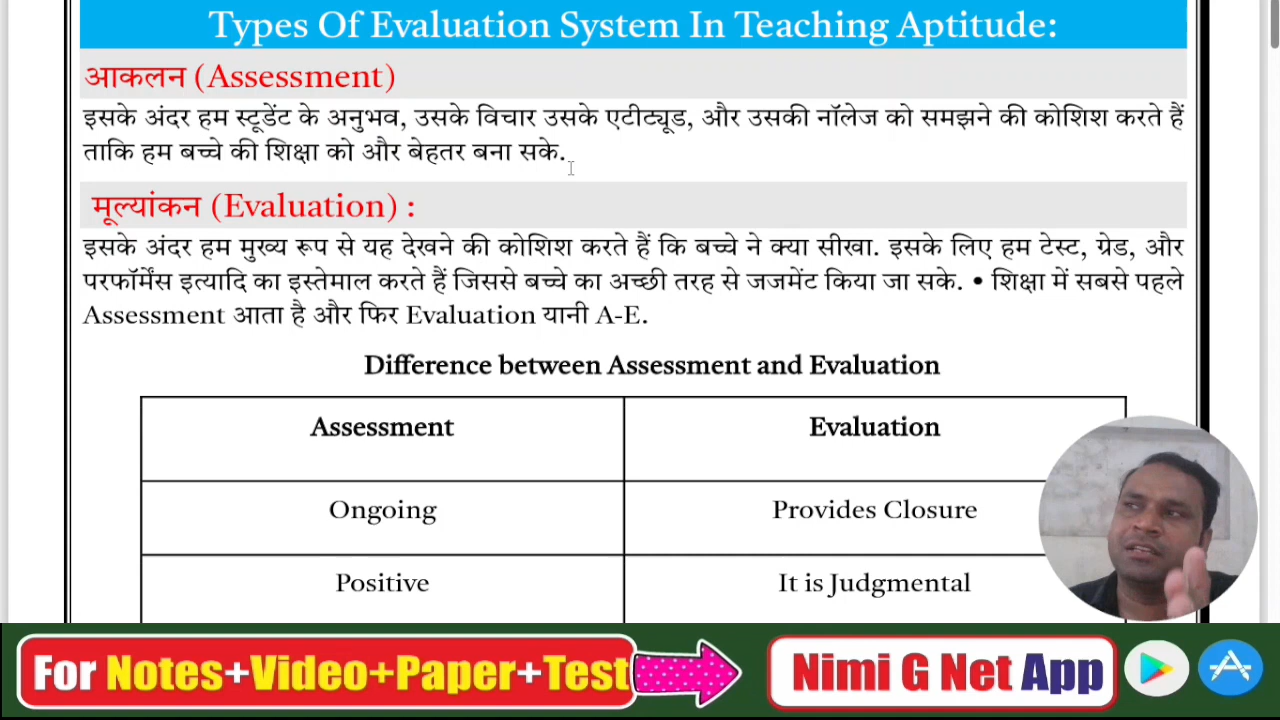 Types Of Evaluation System In Teaching Aptitude:
आकलन (Assessment)
इसके अंदर हम स्टूडेंट के अनुभव, उसके विचार उसके एटीट्यूड, और उसकी नॉलेज को समझने की कोशिश करते हैं
ताकि हम बच्चे की शिक्षा को और बेहतर बना सके.
मूल्यांकन (Evaluation) :
इसके अंदर हम मुख्य रूप से यह देखने की कोशिश करते हैं कि बच्चे ने क्या सीखा. इसके लिए हम टेस्ट, ग्रेड, और
परफॉर्मेंस इत्यादि का इस्तेमाल करते हैं जिससे बच्चे का अच्छी तरह से जजमेंट किया जा सके. • शिक्षा में सबसे पहले
Assessment आता है और फिर Evaluation यानी A-E.
Difference between Assessment and Evaluation
Assessment Evaluation
Ongoing Provides Closure
Positive It is Judgmental
For Notes+Video+Paper+Test Nimi G Net App